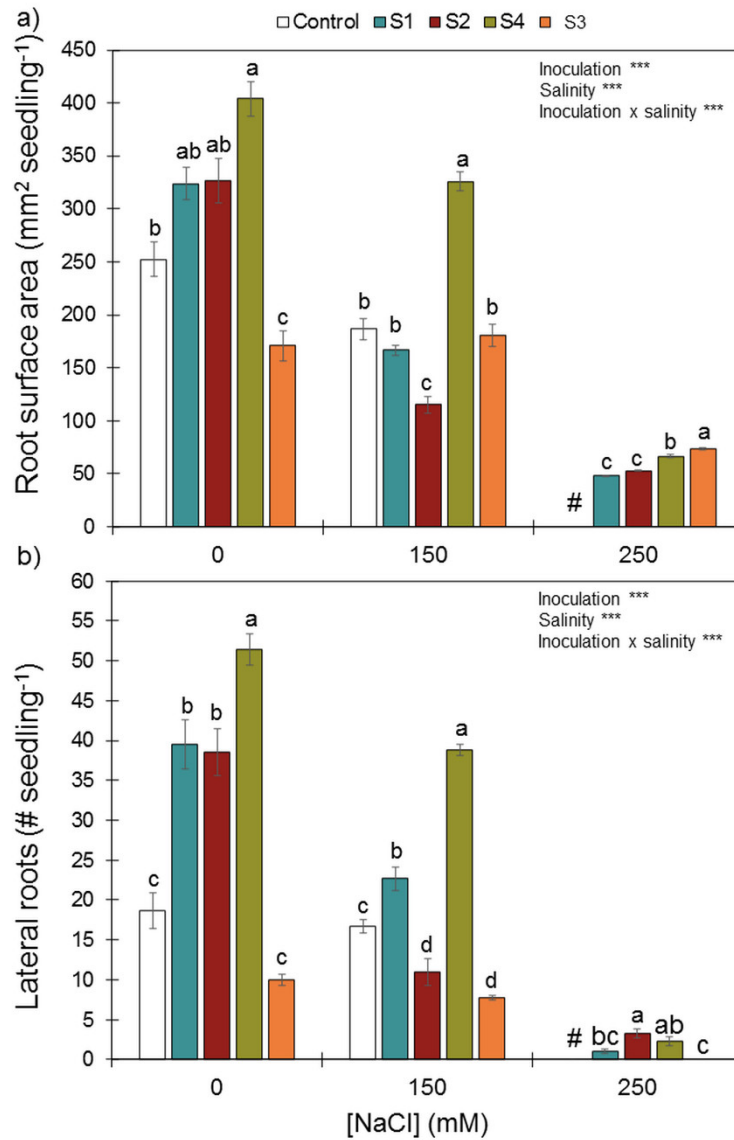 Control S1 S2 S4 S3
a)
Root surface area (mm² seedling⁻¹)
450
400
350
300
250
200
150
100
50
0
Inoculation ***
Salinity ***
Inoculation x salinity ***
b ab ab a c
b b c a b
# c c b a
0 150 250
b)
Lateral roots (# seedling⁻¹)
60
55
50
45
40
35
30
25
20
15
10
5
0
Inoculation ***
Salinity ***
Inoculation x salinity ***
c b b a c
c b d a d
# bc a ab c
0 150 250
[NaCl] (mM)